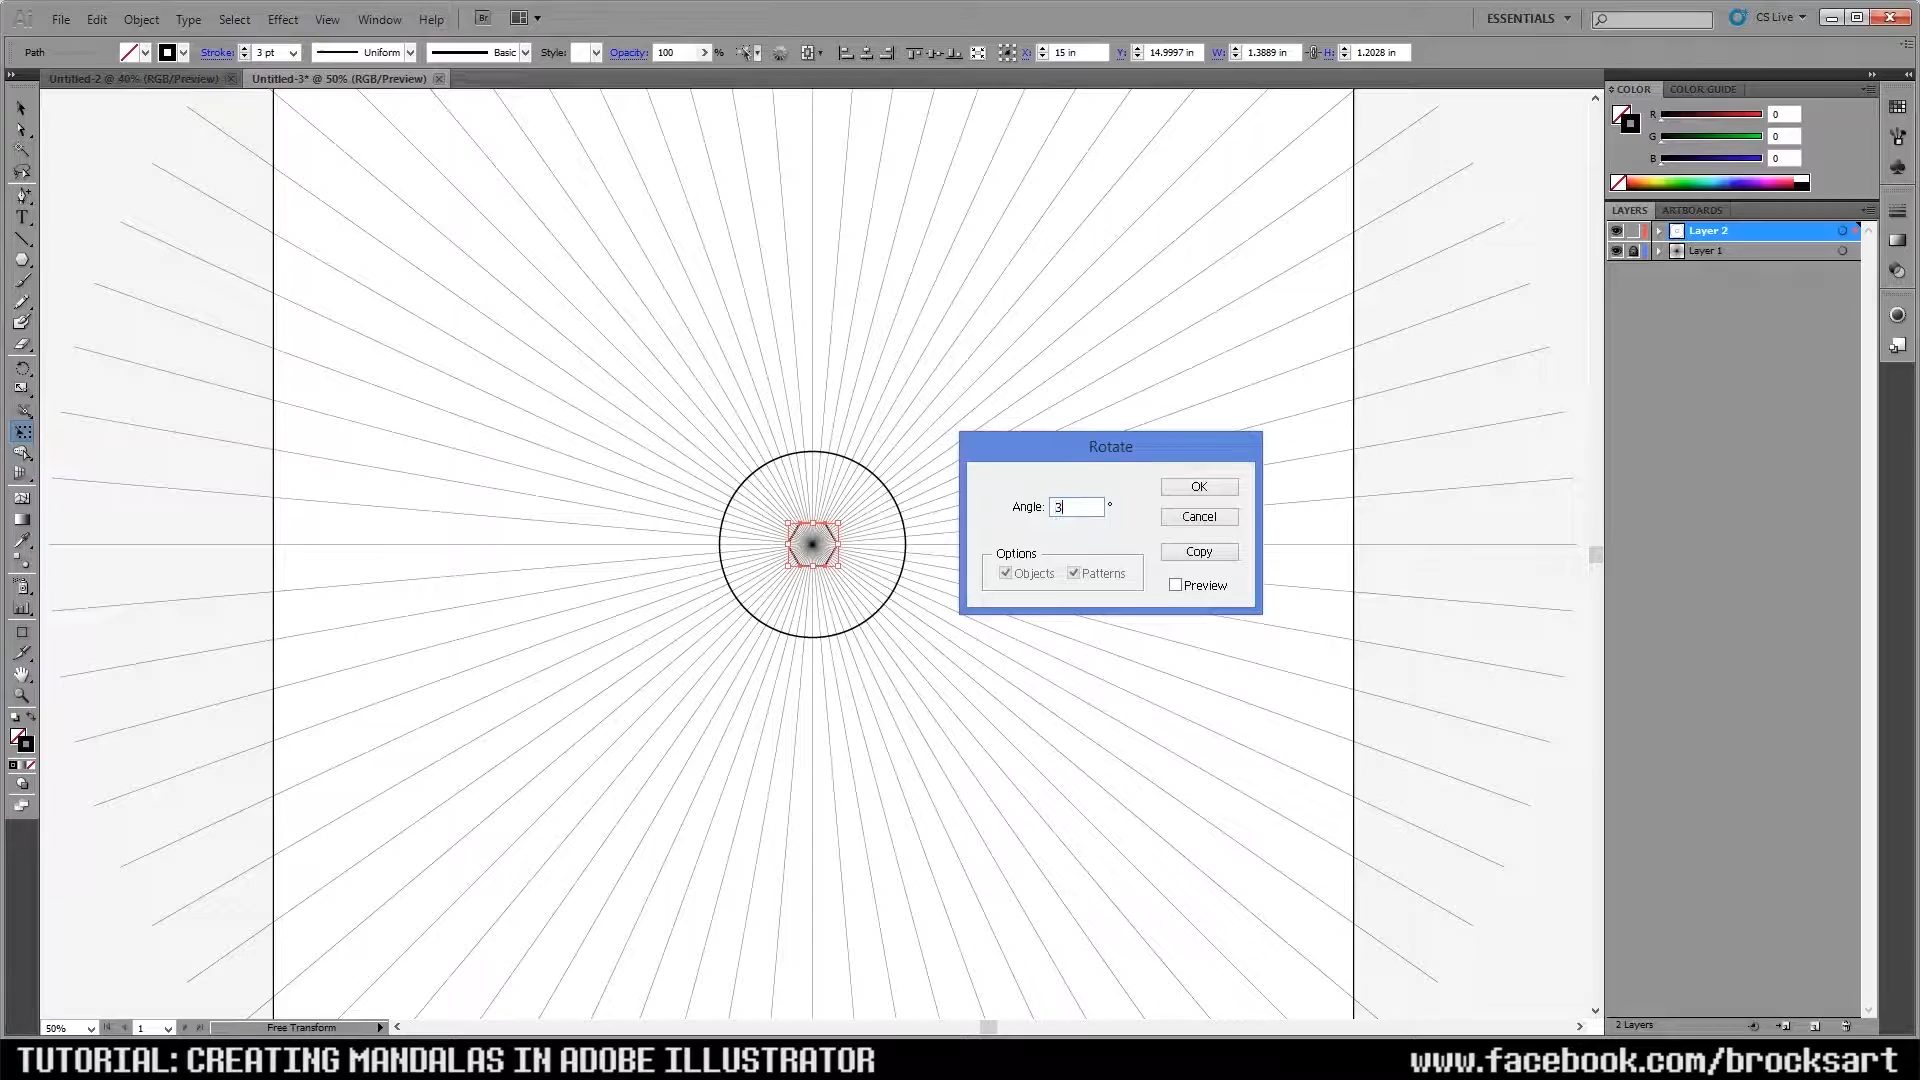 Ai File Edit Object Type Select Effect View Window Help Br ESSENTIALS CS Live
Path Stroke: 3 pt Uniform Basic Style: Opacity: 100 % X: 15 in Y: 14.9997 in W: 1.3889 in H: 1.2028 in
Untitled-2 @ 40% (RGB/Preview) Untitled-3* @ 50% (RGB/Preview)
COLOR COLOR GUIDE
R 0
G 0
B 0
LAYERS ARTBOARDS
Layer 2
Layer 1
Rotate
Angle: 3 °
OK
Cancel
Copy
Options
Objects Patterns
Preview
50% 1 Free Transform
2 Layers
TUTORIAL: CREATING MANDALAS IN ADOBE ILLUSTRATOR
www.facebook.com/brocksart